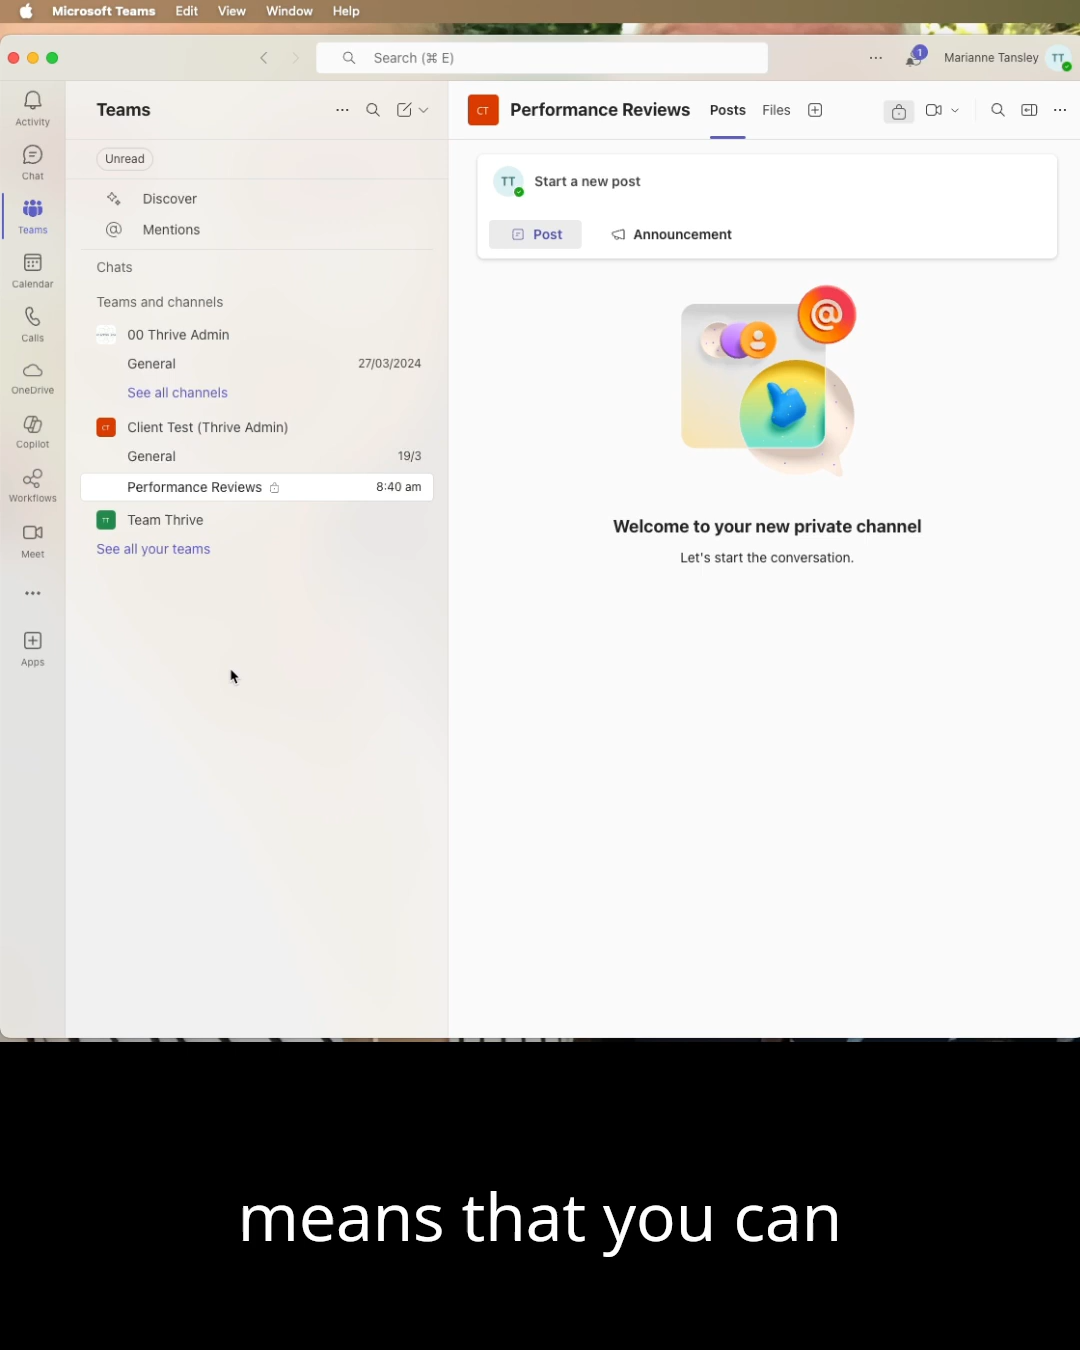 Microsoft Teams Edit View Window Help
Search (⌘ E)
1
Marianne Tansley
TT
Activity
Chat
Teams
Calendar
Calls
OneDrive
Copilot
Workflows
Meet
Apps
Teams
Unread
Discover
@ Mentions
Chats
Teams and channels
00 Thrive Admin
General 27/03/2024
See all channels
CT Client Test (Thrive Admin)
General 19/3
Performance Reviews 8:40 am
TT Team Thrive
See all your teams
CT Performance Reviews Posts Files
TT Start a new post
Post Announcement
@
Welcome to your new private channel
Let's start the conversation.
means that you can